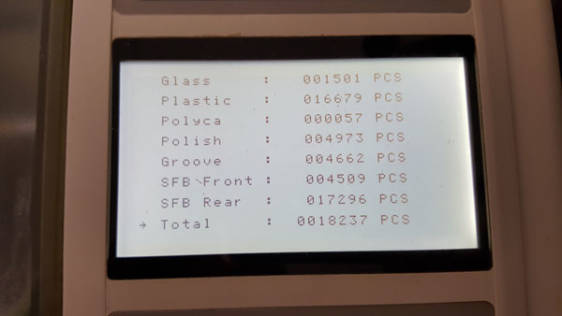 Glass : 001501 PCS
Plastic : 016679 PCS
Polyca : 000057 PCS
Polish : 004973 PCS
Groove : 004662 PCS
SFB Front : 004509 PCS
SFB Rear : 017296 PCS
→ Total : 0018237 PCS